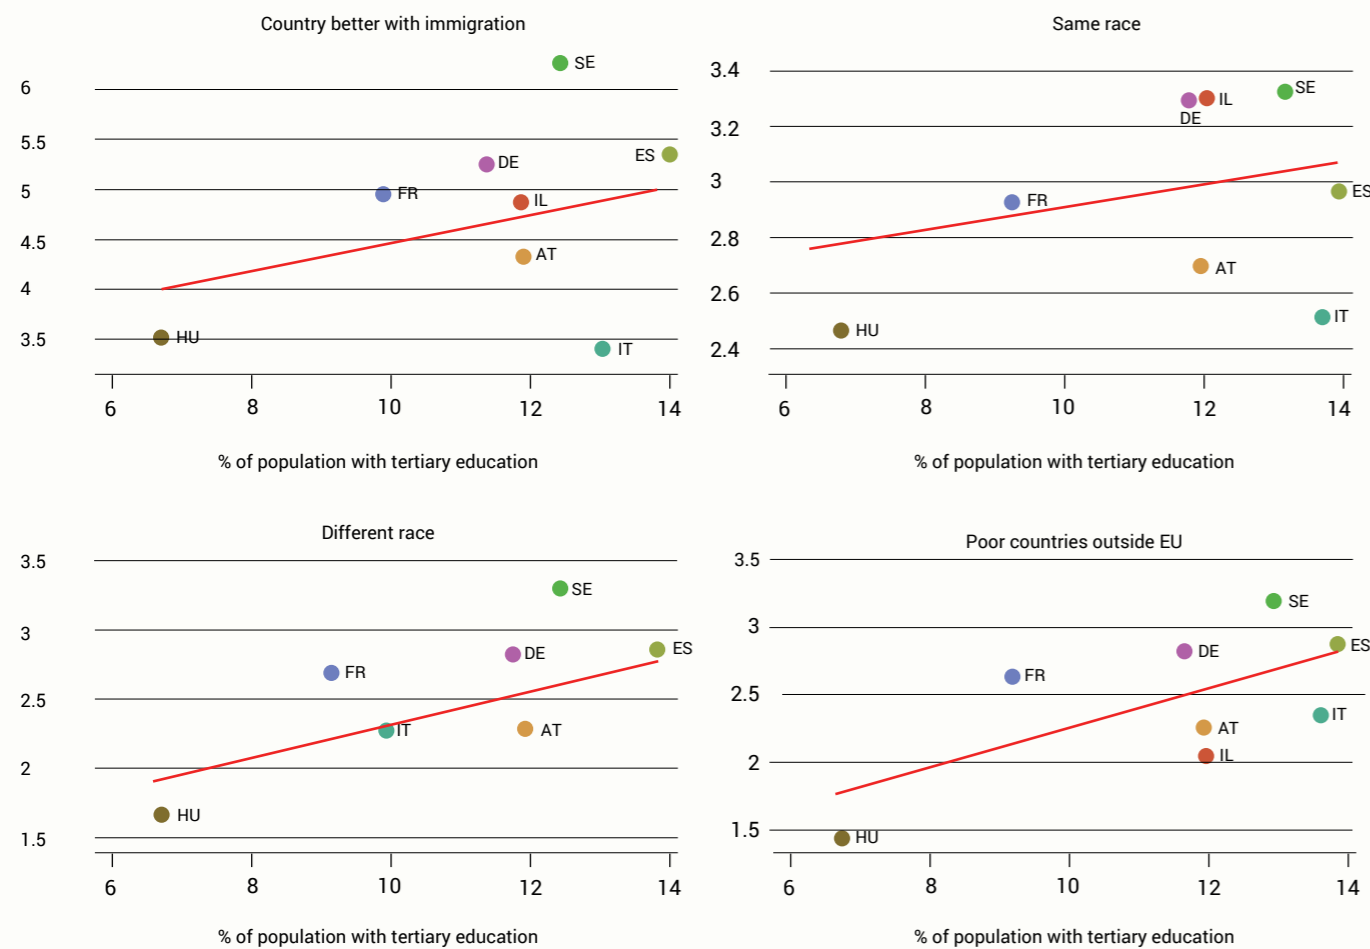 Country better with immigration
6
5.5
5
4.5
4
3.5
SE
ES
DE
FR
IL
AT
HU
IT
6 8 10 12 14
% of population with tertiary education
Same race
3.4
3.2
3
2.8
2.6
2.4
SE
IL
DE
ES
FR
AT
IT
HU
6 8 10 12 14
% of population with tertiary education
Different race
3.5
3
2.5
2
1.5
SE
ES
DE
FR
IT
AT
HU
6 8 10 12 14
% of population with tertiary education
Poor countries outside EU
3.5
3
2.5
2
1.5
SE
ES
DE
FR
IT
AT
IL
HU
6 8 10 12 14
% of population with tertiary education